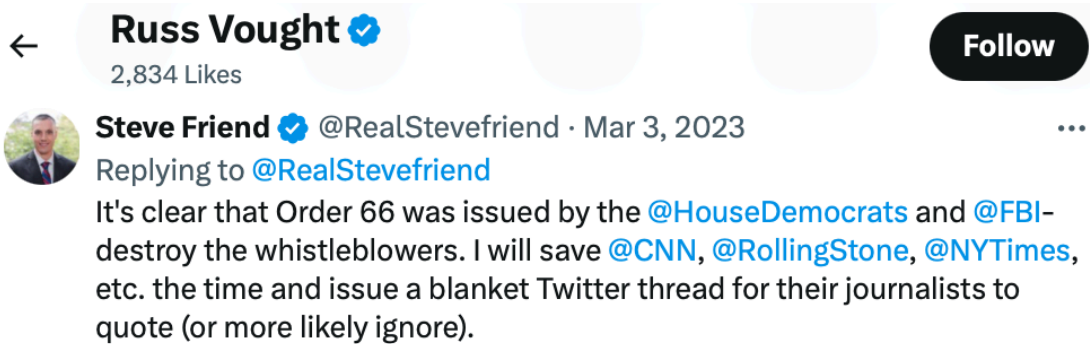 Russ Vought
2,834 Likes
Follow
Steve Friend @RealStevefriend · Mar 3, 2023
Replying to @RealStevefriend
It's clear that Order 66 was issued by the @HouseDemocrats and @FBI-
destroy the whistleblowers. I will save @CNN, @RollingStone, @NYTimes,
etc. the time and issue a blanket Twitter thread for their journalists to
quote (or more likely ignore).